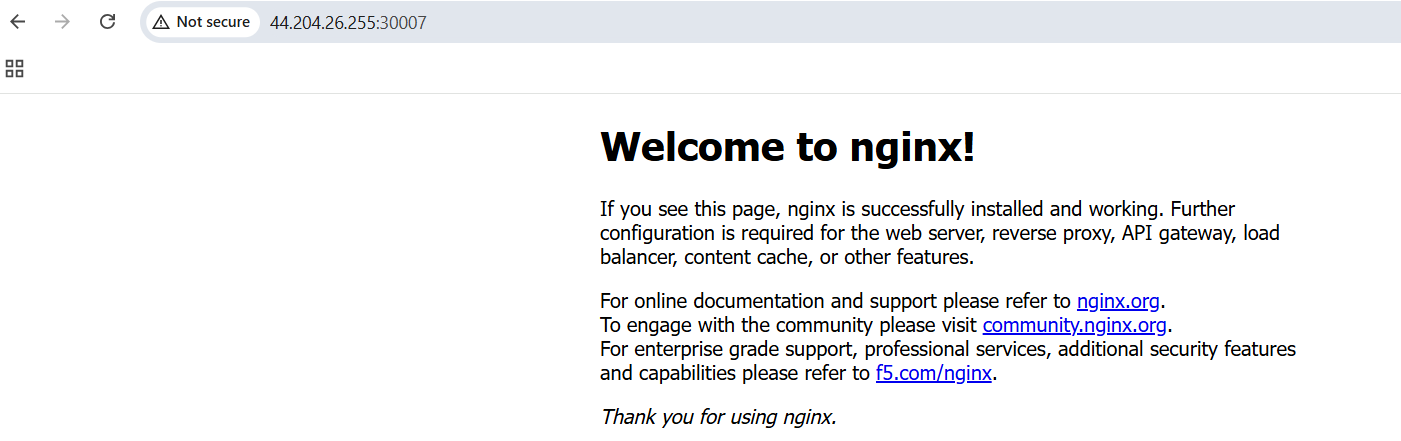 Not secure 44.204.26.255:30007
Welcome to nginx!
If you see this page, nginx is successfully installed and working. Further
configuration is required for the web server, reverse proxy, API gateway, load
balancer, content cache, or other features.
For online documentation and support please refer to nginx.org.
To engage with the community please visit community.nginx.org.
For enterprise grade support, professional services, additional security features
and capabilities please refer to f5.com/nginx.
Thank you for using nginx.